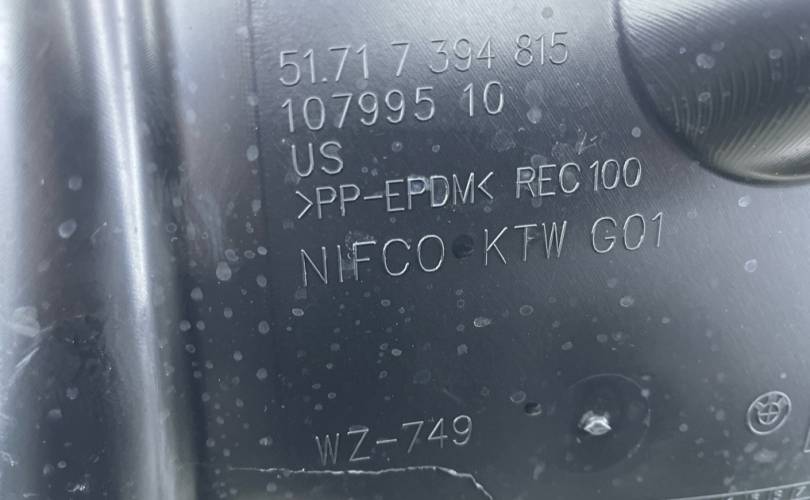 51.71 7 394 815
107995 10
US
>PP-EPDM< REC100
NIFCO KTW G01
WZ-749